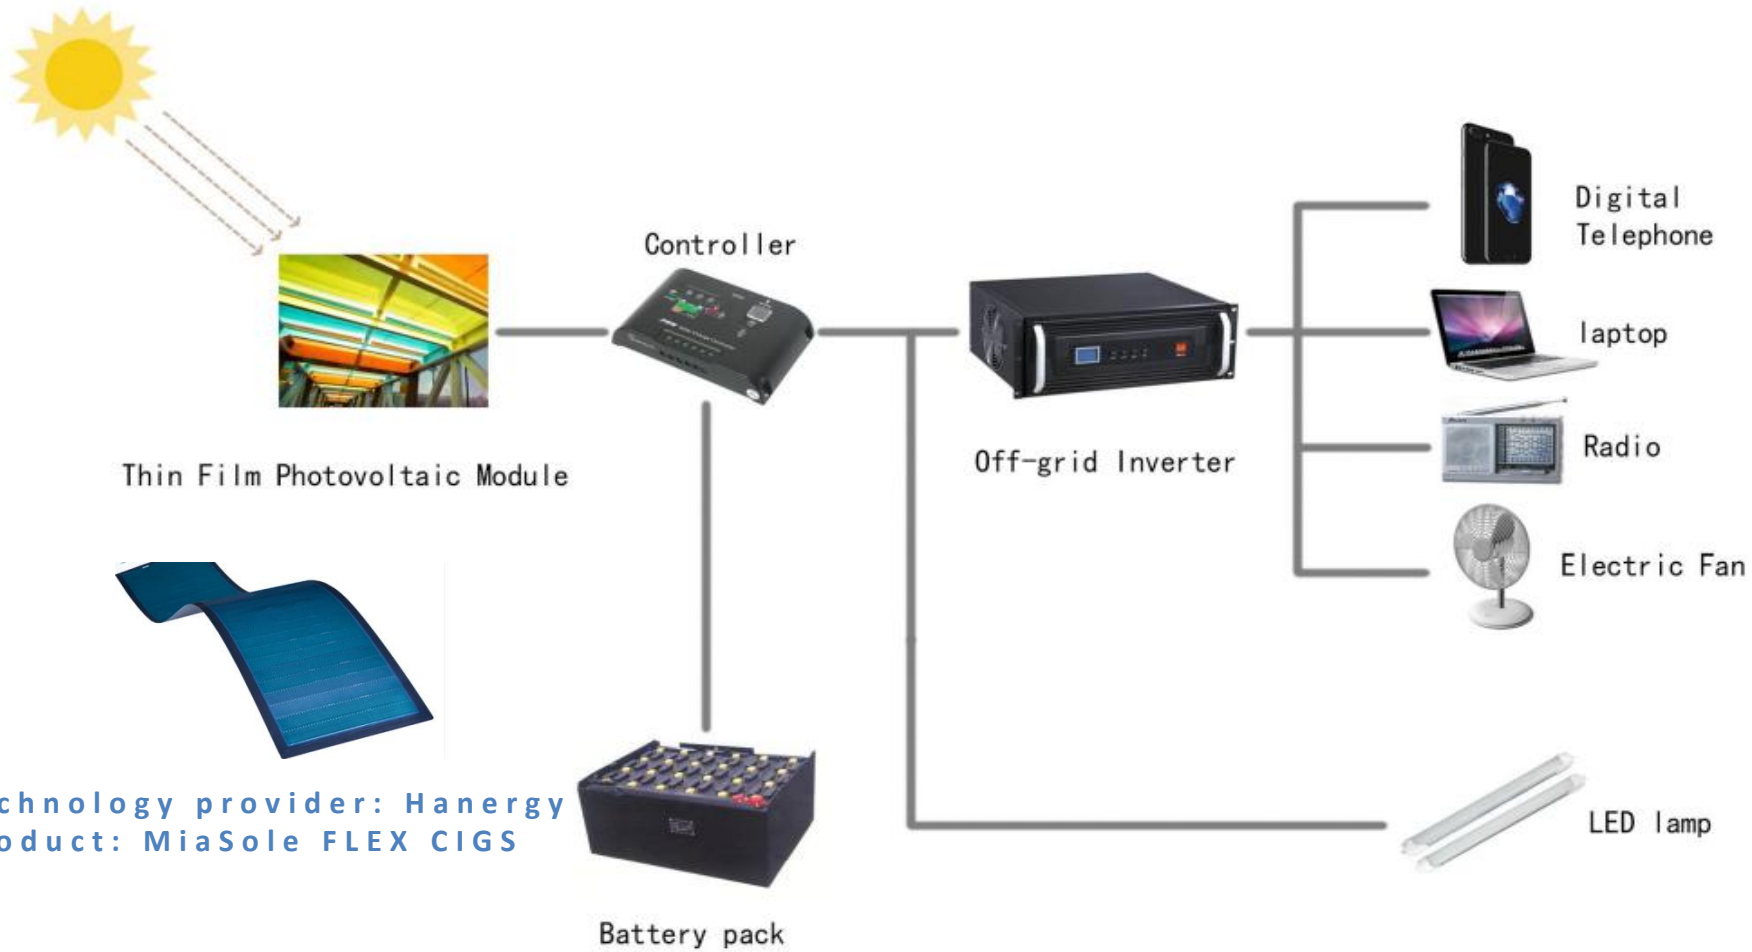 Controller
Digital
Telephone
laptop
Thin Film Photovoltaic Module
Off-grid Inverter
Radio
Electric Fan
chnology provider: Hanergy
oduct: MiaSole FLEX CIGS
LED lamp
Battery pack